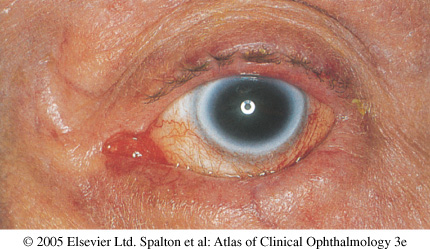 © 2005 Elsevier Ltd. Spalton et al: Atlas of Clinical Ophthalmology 3e